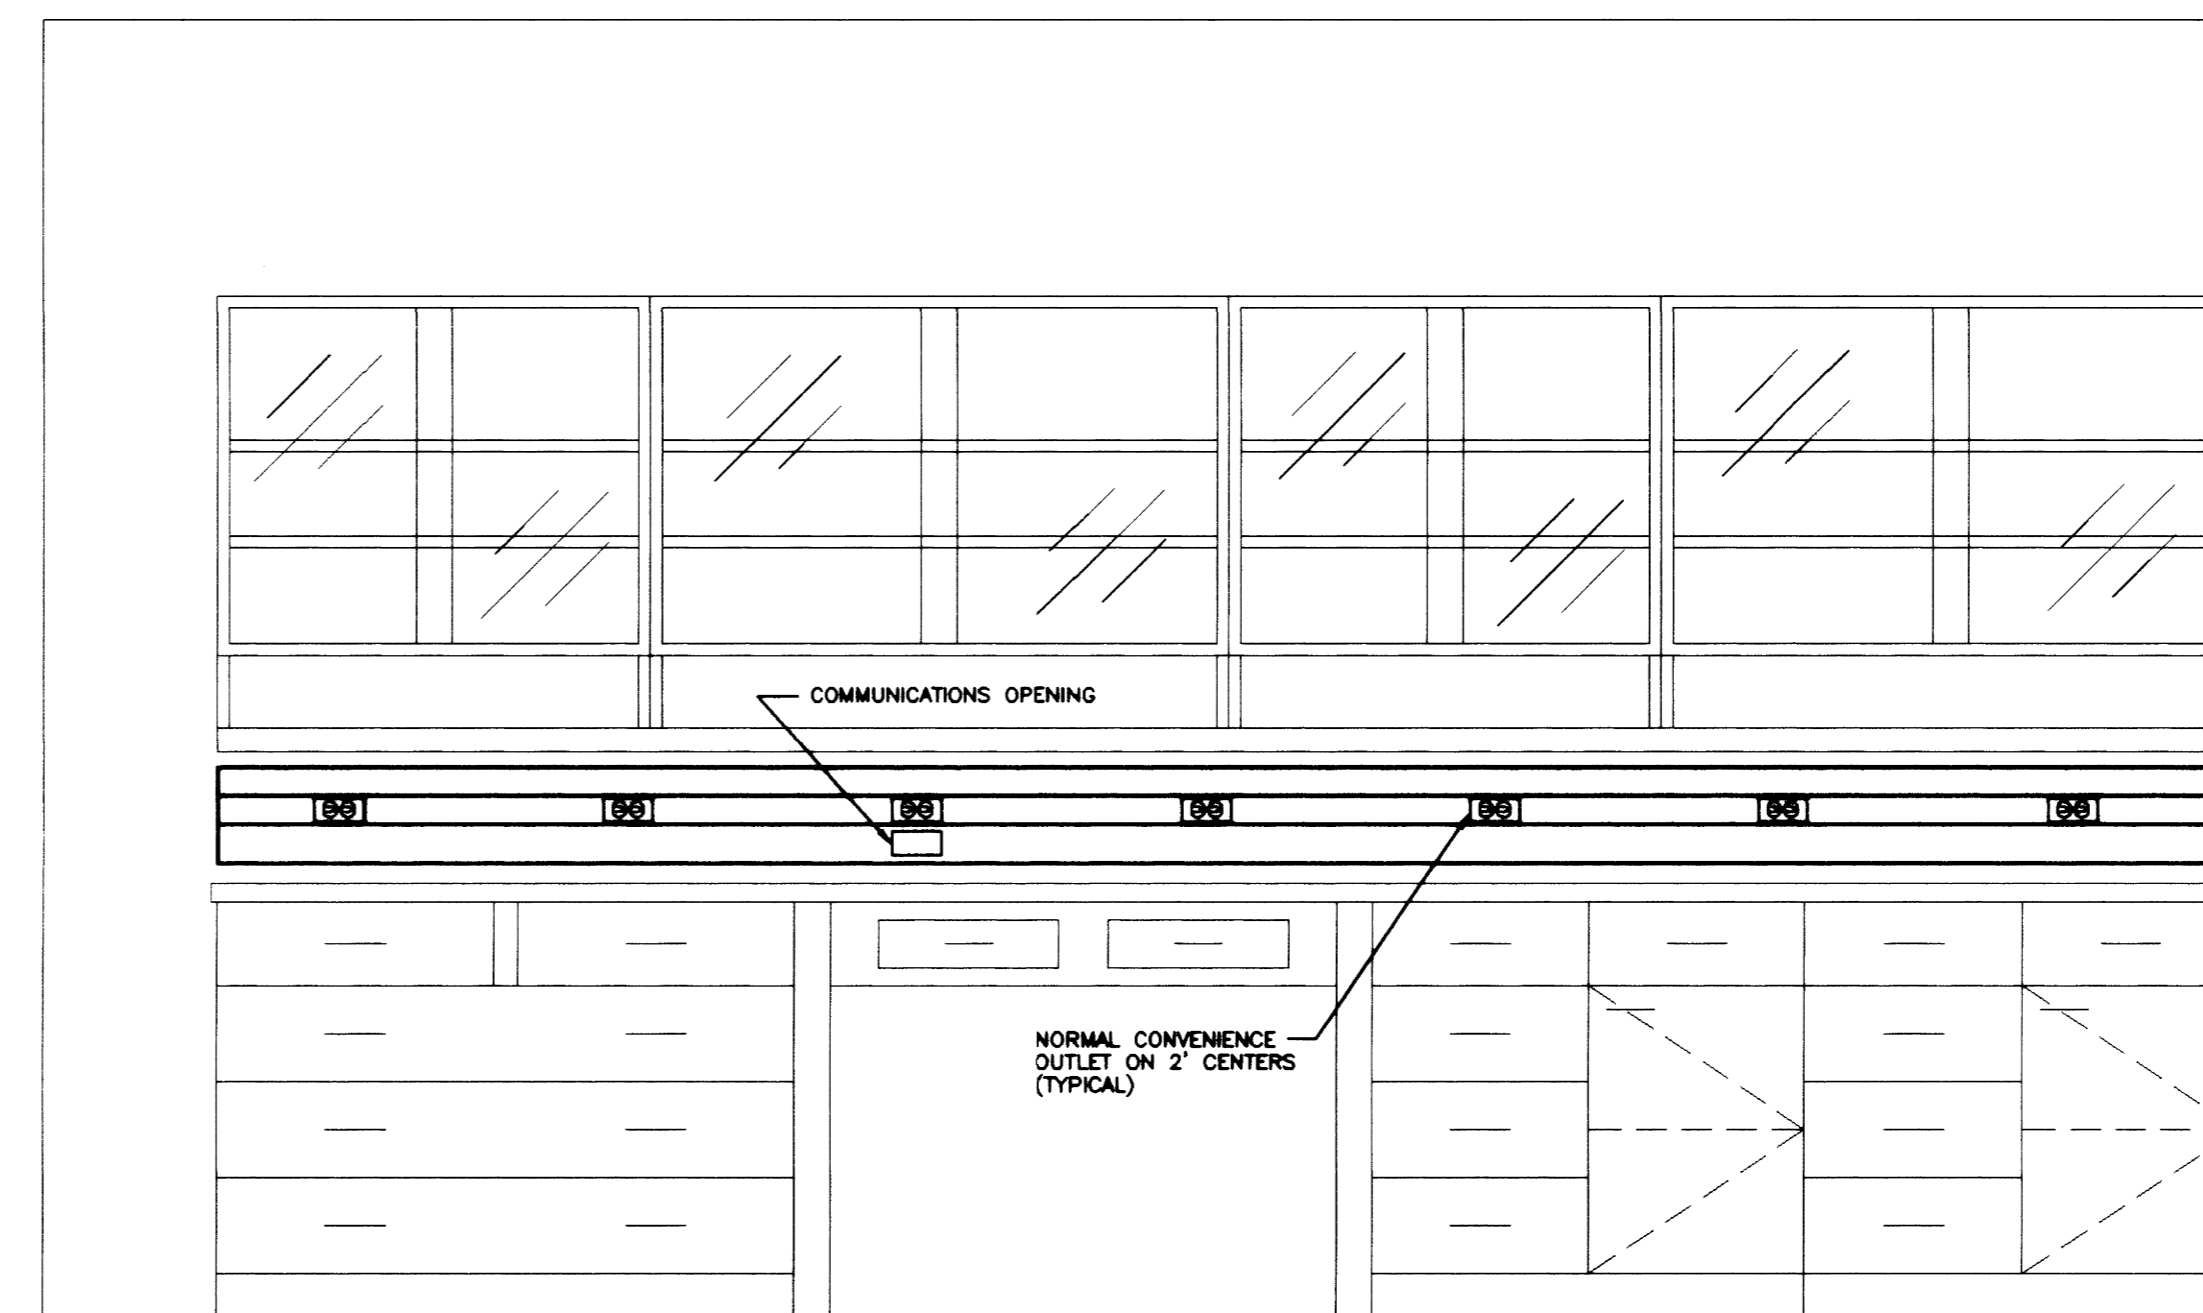 COMMUNICATIONS OPENING
NORMAL CONVENIENCE
OUTLET ON 2' CENTERS
(TYPICAL)